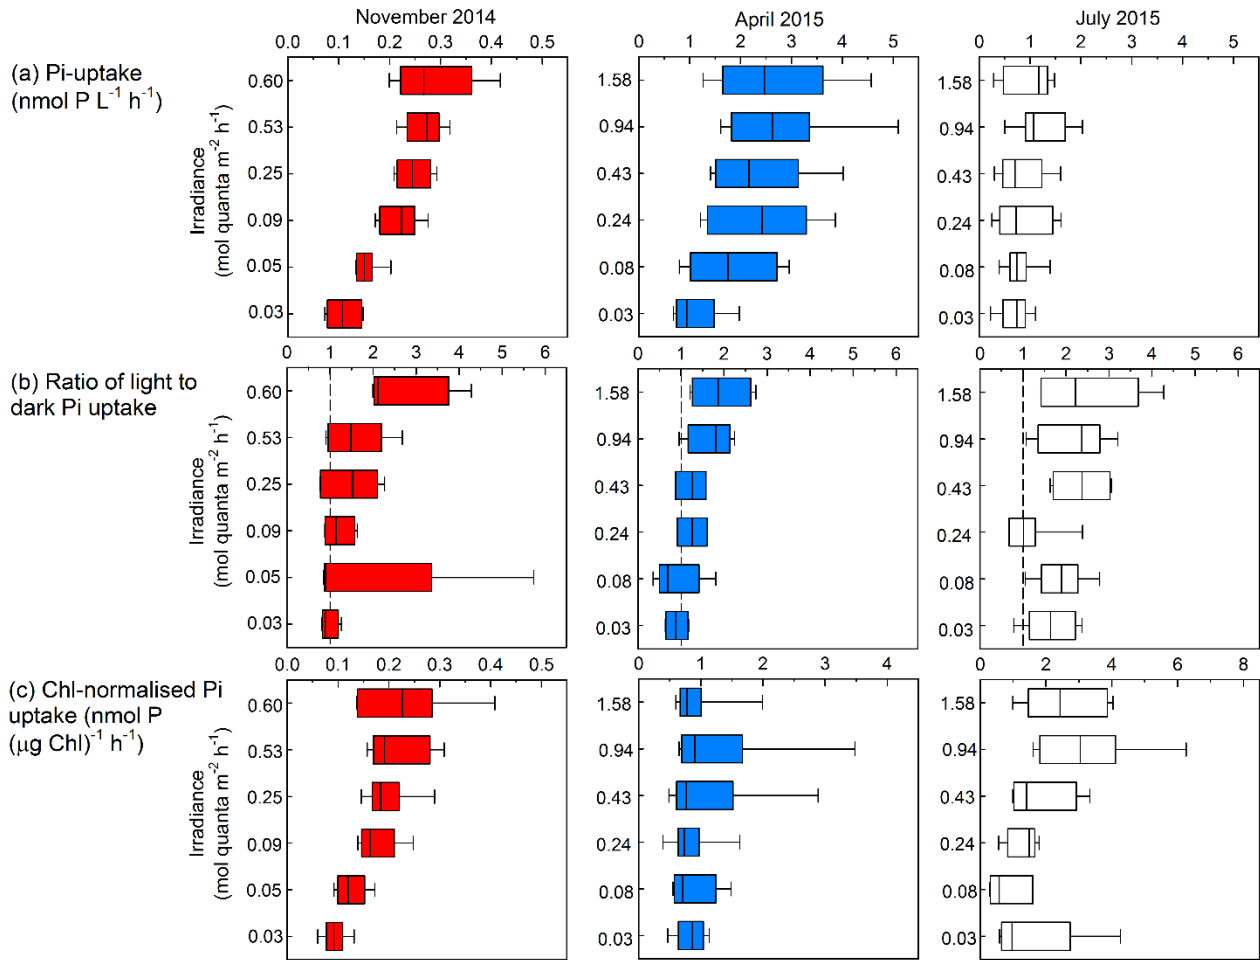 November 2014
April 2015
July 2015
0.0 0.1 0.2 0.3 0.4 0.5
0 1 2 3 4 5
0 1 2 3 4 5
(a) Pi-uptake
(nmol P L⁻¹ h⁻¹)
Irradiance
(mol quanta m⁻² h⁻¹)
0.60
0.53
0.25
0.09
0.05
0.03
1.58
0.94
0.43
0.24
0.08
0.03
1.58
0.94
0.43
0.24
0.08
0.03
0 1 2 3 4 5 6
0 1 2 3 4 5 6
0 1 2 3 4 5 6
(b) Ratio of light to
dark Pi uptake
Irradiance
(mol quanta m⁻² h⁻¹)
0.60
0.53
0.25
0.09
0.05
0.03
1.58
0.94
0.43
0.24
0.08
0.03
1.58
0.94
0.43
0.24
0.08
0.03
0.0 0.1 0.2 0.3 0.4 0.5
0 1 2 3 4
0 2 4 6 8
(c) Chl-normalised Pi
uptake (nmol P
(μg Chl)⁻¹ h⁻¹)
Irradiance
(mol quanta m⁻² h⁻¹)
0.60
0.53
0.25
0.09
0.05
0.03
1.58
0.94
0.43
0.24
0.08
0.03
1.58
0.94
0.43
0.24
0.08
0.03